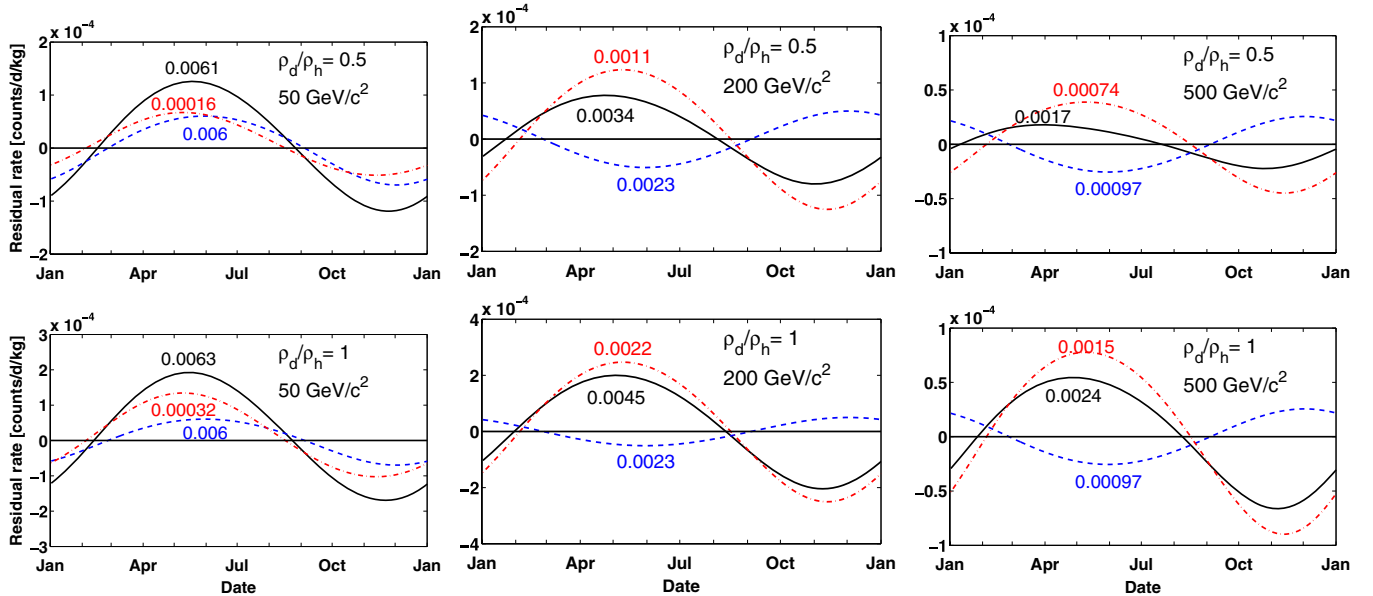 x 10⁻⁴
2
1
0
−1
−2
Residual rate [counts/d/kg]
0.0061
0.00016
0.006
ρd/ρh= 0.5
50 GeV/c²
Jan Apr Jul Oct Jan
x 10⁻⁴
2
1
0
−1
−2
0.0011
0.0034
0.0023
ρd/ρh= 0.5
200 GeV/c²
Jan Apr Jul Oct Jan
x 10⁻⁴
1
0.5
0
−0.5
−1
0.00074
0.0017
0.00097
ρd/ρh= 0.5
500 GeV/c²
Jan Apr Jul Oct Jan
x 10⁻⁴
3
2
1
0
−1
−2
−3
Residual rate [counts/d/kg]
0.0063
0.00032
0.006
ρd/ρh= 1
50 GeV/c²
Jan Apr Jul Oct Jan
Date
x 10⁻⁴
4
2
0
−2
−4
0.0022
0.0045
0.0023
ρd/ρh= 1
200 GeV/c²
Jan Apr Jul Oct Jan
Date
x 10⁻⁴
1
0.5
0
−0.5
−1
0.0015
0.0024
0.00097
ρd/ρh= 1
500 GeV/c²
Jan Apr Jul Oct Jan
Date